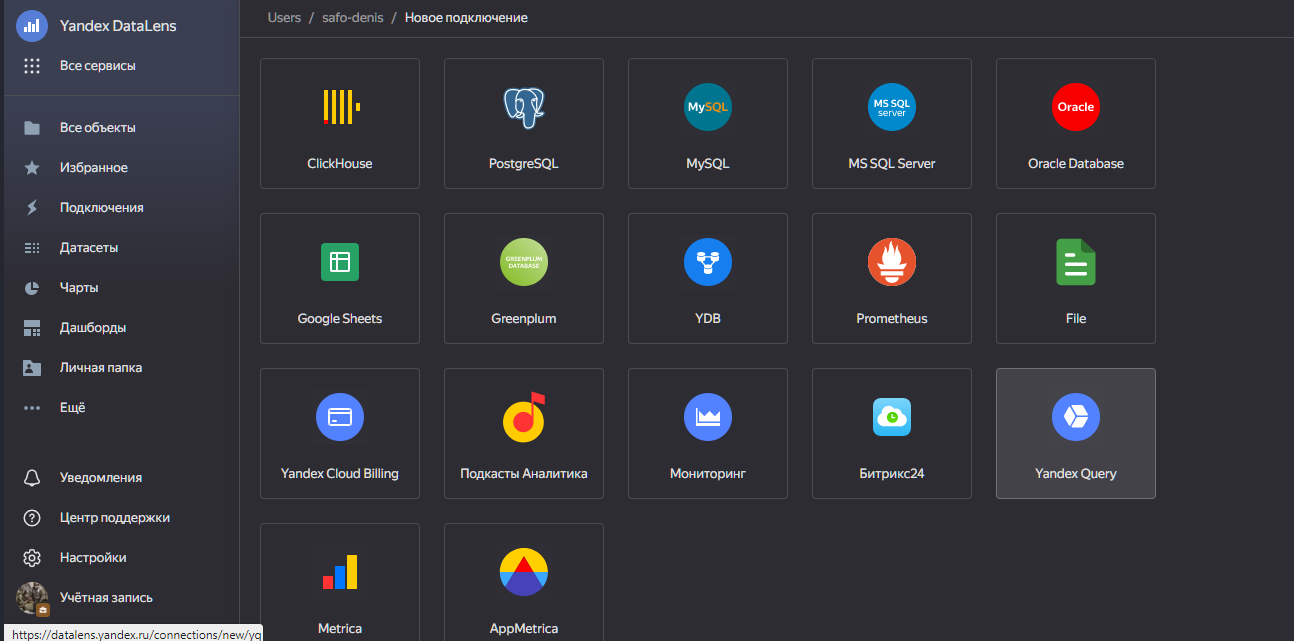 Yandex DataLens
Все сервисы
Все объекты
Избранное
Подключения
Датасеты
Чарты
Дашборды
Личная папка
Ещё
Уведомления
Центр поддержки
Настройки
Учётная запись
https://datalens.yandex.ru/connections/new/yq
Users / safo-denis / Новое подключение
ClickHouse
PostgreSQL
MySQL
MySQL
MS SQL
server
MS SQL Server
Oracle
Oracle Database
Google Sheets
GREENPLUM
DATABASE
Greenplum
YDB
Prometheus
File
Yandex Cloud Billing
Подкасты Аналитика
Мониторинг
Битрикс24
Yandex Query
Metrica
AppMetrica